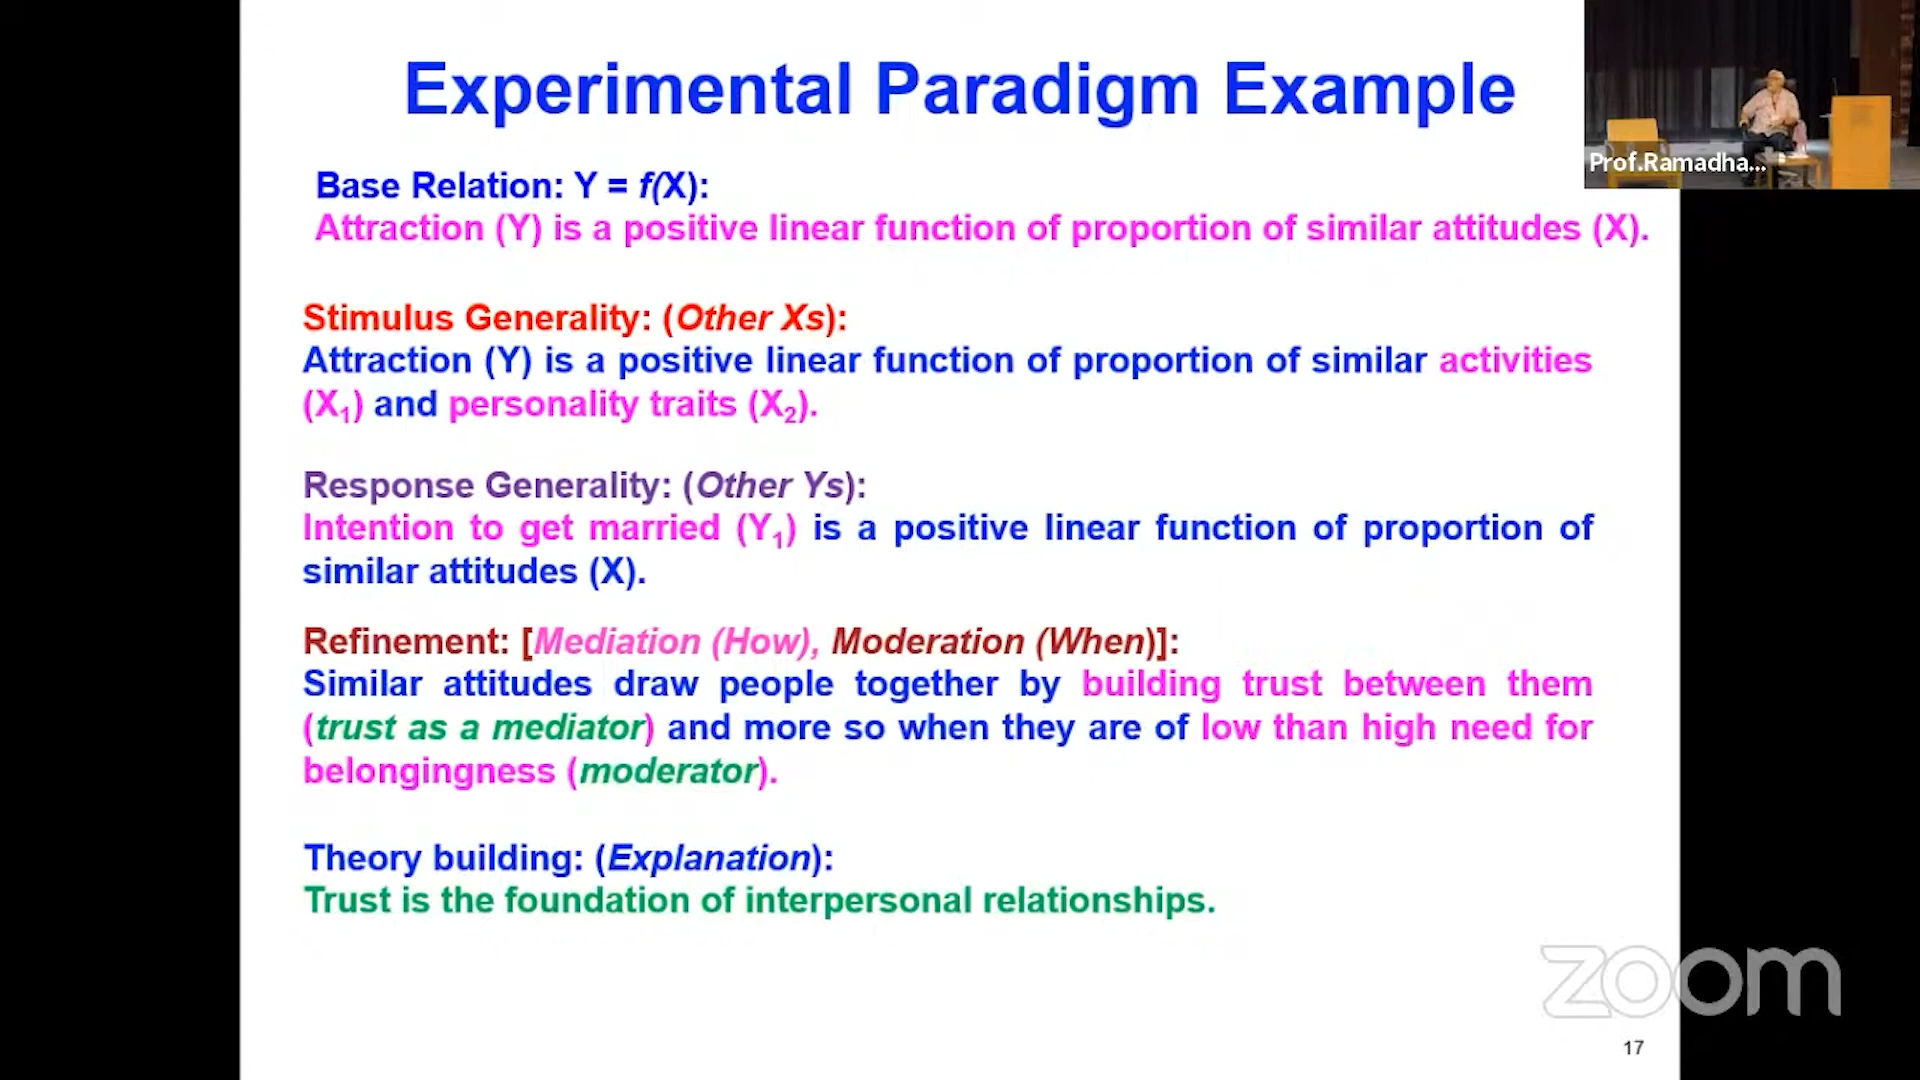 Experimental Paradigm Example
Prof.Ramadha...
Base Relation: Y = f(X):
Attraction (Y) is a positive linear function of proportion of similar attitudes (X).
Stimulus Generality: (Other Xs):
Attraction (Y) is a positive linear function of proportion of similar activities
(X₁) and personality traits (X₂).
Response Generality: (Other Ys):
Intention to get married (Y₁) is a positive linear function of proportion of
similar attitudes (X).
Refinement: [Mediation (How), Moderation (When)]:
Similar attitudes draw people together by building trust between them
(trust as a mediator) and more so when they are of low than high need for
belongingness (moderator).
Theory building: (Explanation):
Trust is the foundation of interpersonal relationships.
zoom
17